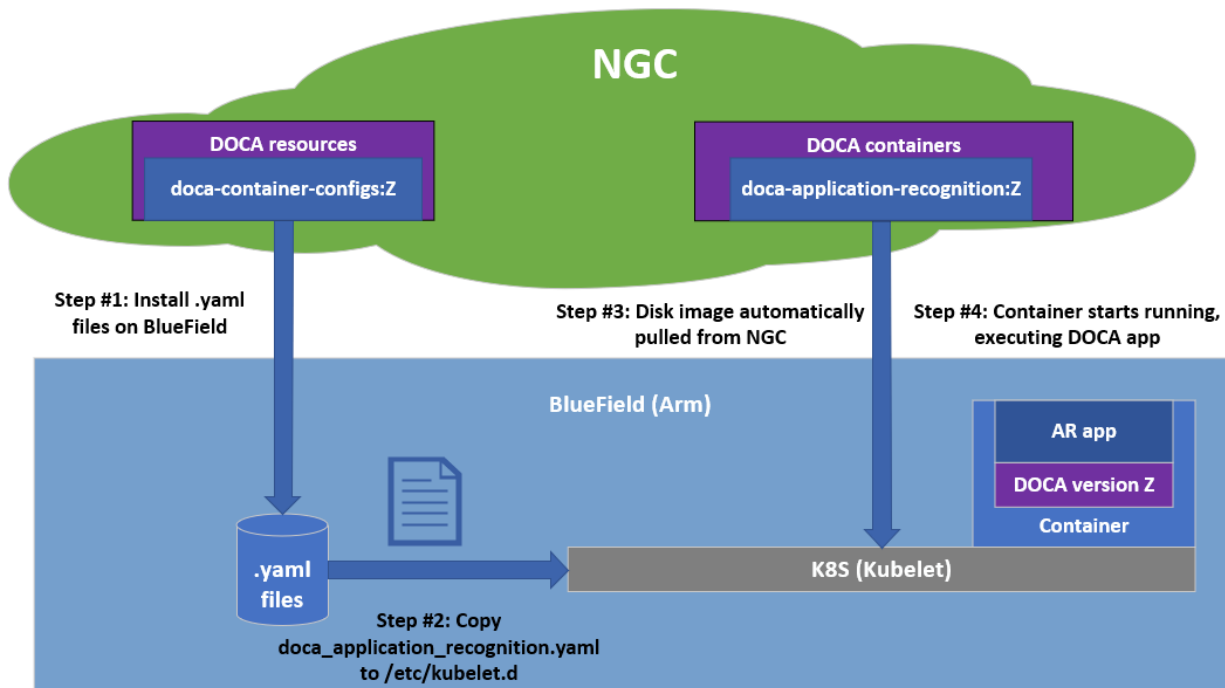 NGC
DOCA resources
doca-container-configs:Z
DOCA containers
doca-application-recognition:Z
Step #1: Install .yaml
files on BlueField
Step #3: Disk image automatically
pulled from NGC
Step #4: Container starts running,
executing DOCA app
BlueField (Arm)
AR app
DOCA version Z
Container
.yaml
files
K8S (Kubelet)
Step #2: Copy
doca_application_recognition.yaml
to /etc/kubelet.d